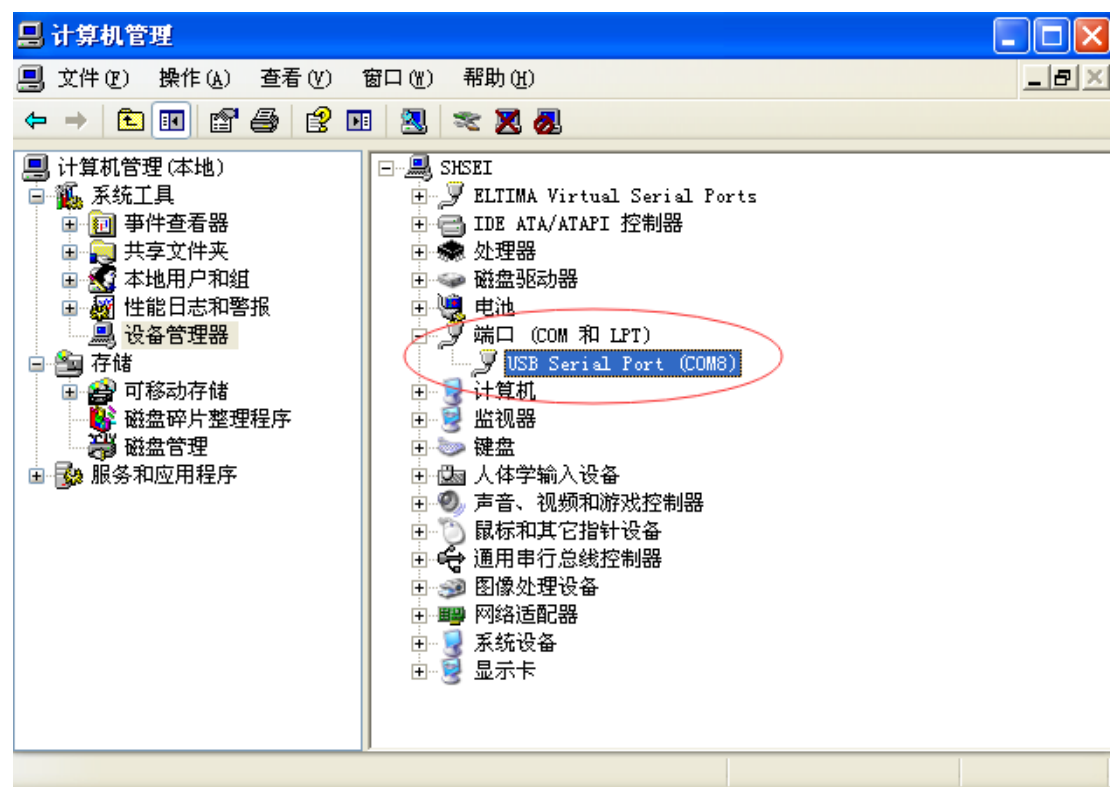 计算机管理
文件(F) 操作(A) 查看(V) 窗口(W) 帮助(H)
计算机管理(本地)
系统工具
事件查看器
共享文件夹
本地用户和组
性能日志和警报
设备管理器
存储
可移动存储
磁盘碎片整理程序
磁盘管理
服务和应用程序
SHSEI
ELTIMA Virtual Serial Ports
IDE ATA/ATAPI 控制器
处理器
磁盘驱动器
电池
端口 (COM 和 LPT)
USB Serial Port (COM8)
计算机
监视器
键盘
人体学输入设备
声音、视频和游戏控制器
鼠标和其它指针设备
通用串行总线控制器
图像处理设备
网络适配器
系统设备
显示卡